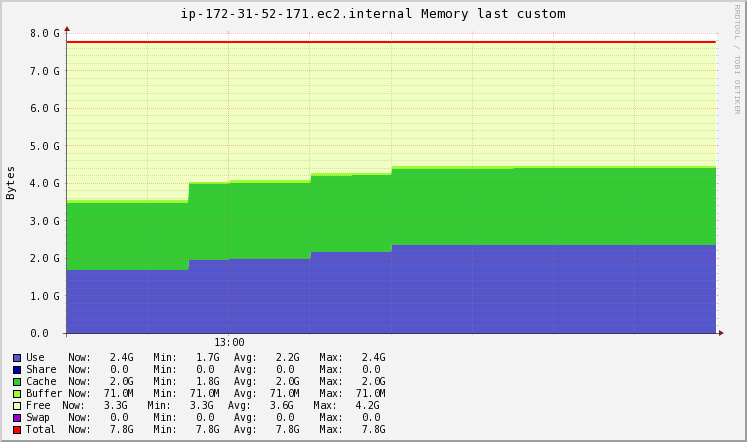 ip-172-31-52-171.ec2.internal Memory last custom
RRDTOOL / TOBI OETIKER
Bytes
8.0 G
7.0 G
6.0 G
5.0 G
4.0 G
3.0 G
2.0 G
1.0 G
0.0
13:00
Use Now: 2.4G Min: 1.7G Avg: 2.2G Max: 2.4G
Share Now: 0.0 Min: 0.0 Avg: 0.0 Max: 0.0
Cache Now: 2.0G Min: 1.8G Avg: 2.0G Max: 2.0G
Buffer Now: 71.0M Min: 71.0M Avg: 71.0M Max: 71.0M
Free Now: 3.3G Min: 3.3G Avg: 3.6G Max: 4.2G
Swap Now: 0.0 Min: 0.0 Avg: 0.0 Max: 0.0
Total Now: 7.8G Min: 7.8G Avg: 7.8G Max: 7.8G